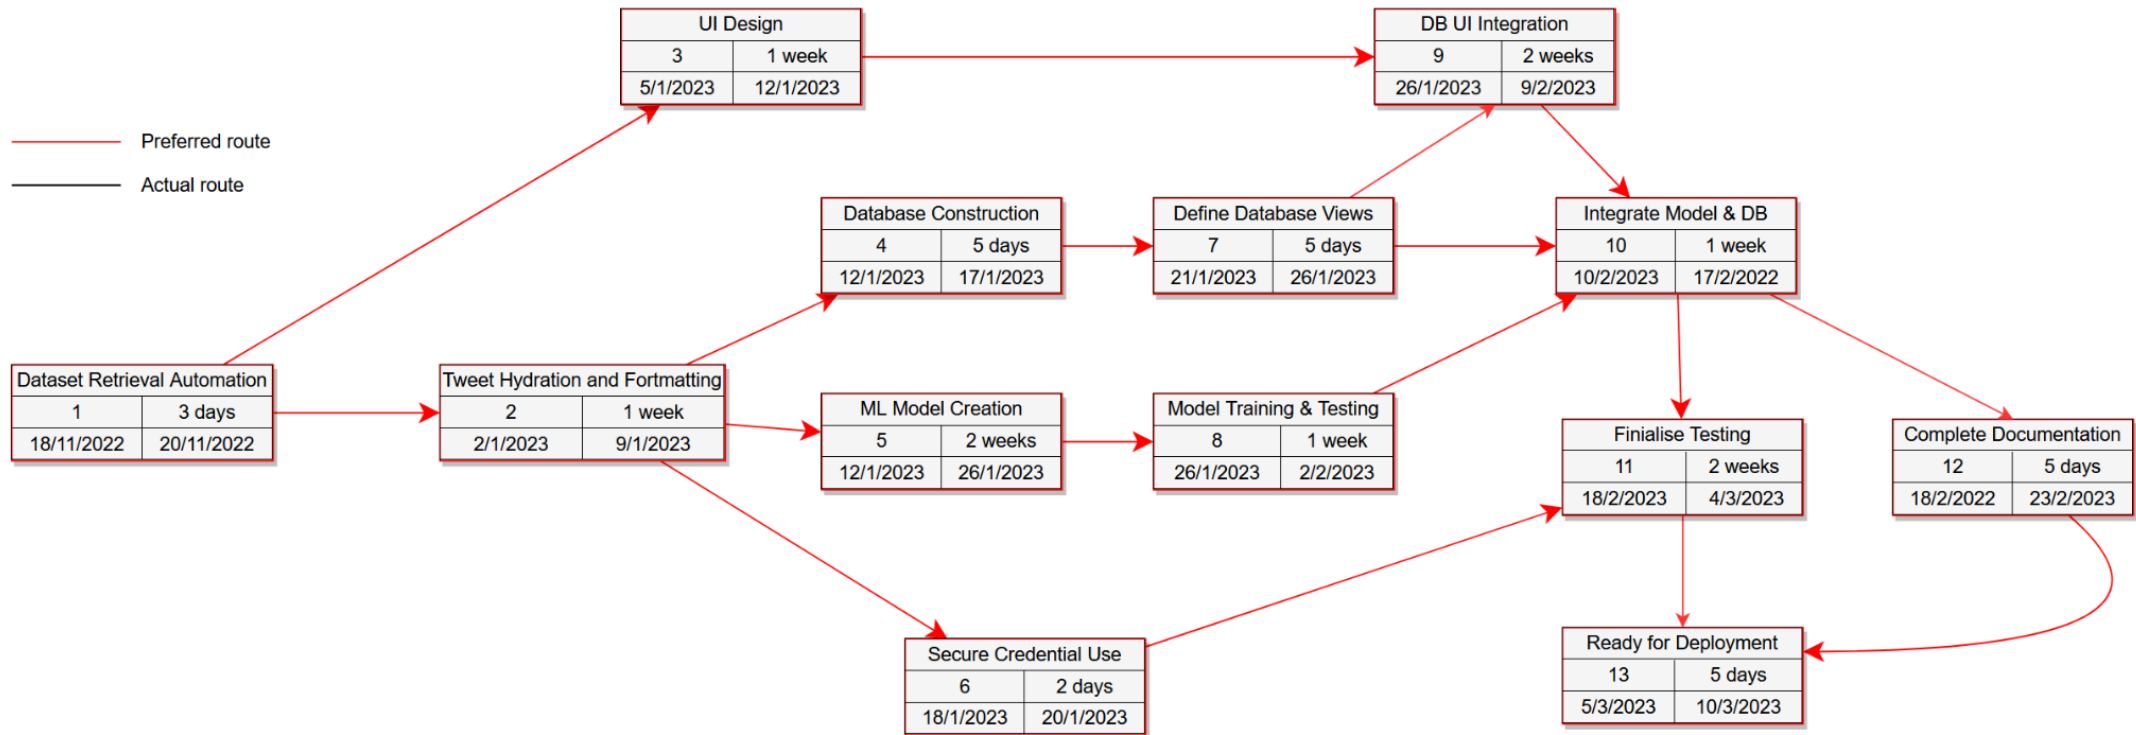 UI Design
3 1 week
5/1/2023 12/1/2023
DB UI Integration
9 2 weeks
26/1/2023 9/2/2023
Preferred route
Actual route
Database Construction
4 5 days
12/1/2023 17/1/2023
Define Database Views
7 5 days
21/1/2023 26/1/2023
Integrate Model & DB
10 1 week
10/2/2023 17/2/2022
Dataset Retrieval Automation
1 3 days
18/11/2022 20/11/2022
Tweet Hydration and Fortmatting
2 1 week
2/1/2023 9/1/2023
ML Model Creation
5 2 weeks
12/1/2023 26/1/2023
Model Training & Testing
8 1 week
26/1/2023 2/2/2023
Finialise Testing
11 2 weeks
18/2/2023 4/3/2023
Complete Documentation
12 5 days
18/2/2022 23/2/2023
Secure Credential Use
6 2 days
18/1/2023 20/1/2023
Ready for Deployment
13 5 days
5/3/2023 10/3/2023